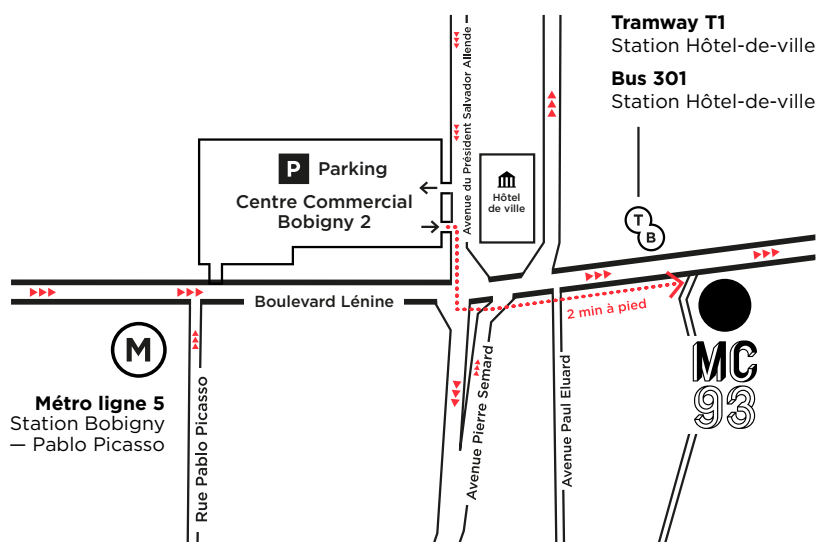 Tramway T1
Station Hôtel-de-ville
Bus 301
Station Hôtel-de-ville
Avenue du Président Salvador Allende
P Parking
Centre Commercial
Bobigny 2
Hôtel
de ville
T
B
Boulevard Lénine
2 min à pied
M
Métro ligne 5
Station Bobigny
— Pablo Picasso
Rue Pablo Picasso
Avenue Pierre Semard
Avenue Paul Eluard
MC
93